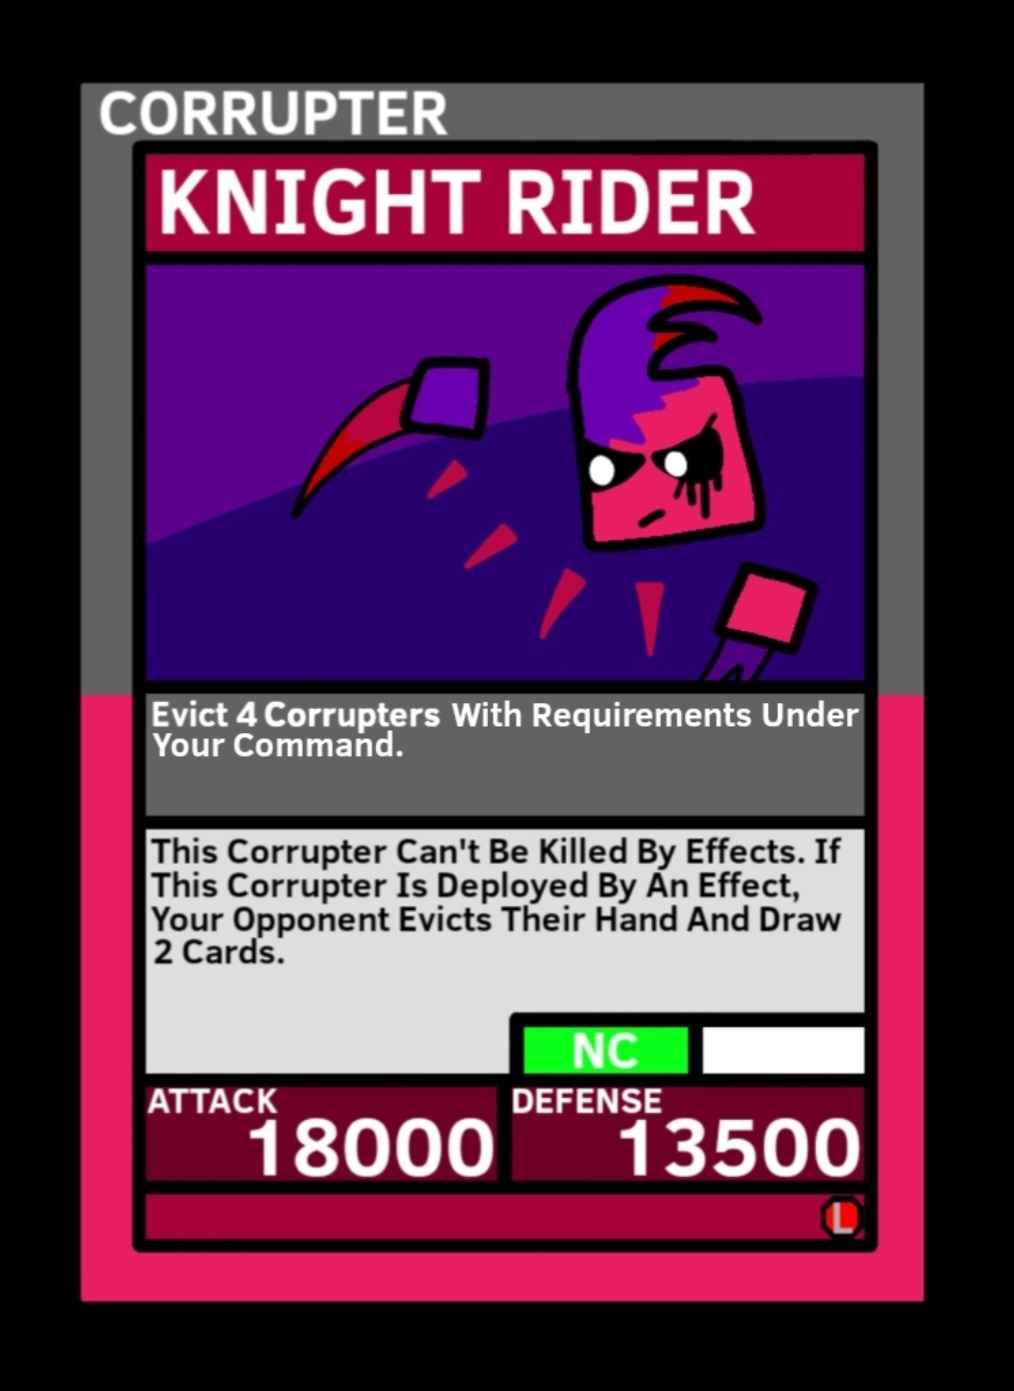 CORRUPTER
KNIGHT RIDER
Evict 4 Corrupters With Requirements Under
Your Command.
This Corrupter Can't Be Killed By Effects. If
This Corrupter Is Deployed By An Effect,
Your Opponent Evicts Their Hand And Draw
2 Cards.
NC
ATTACK
18000
DEFENSE
13500
L